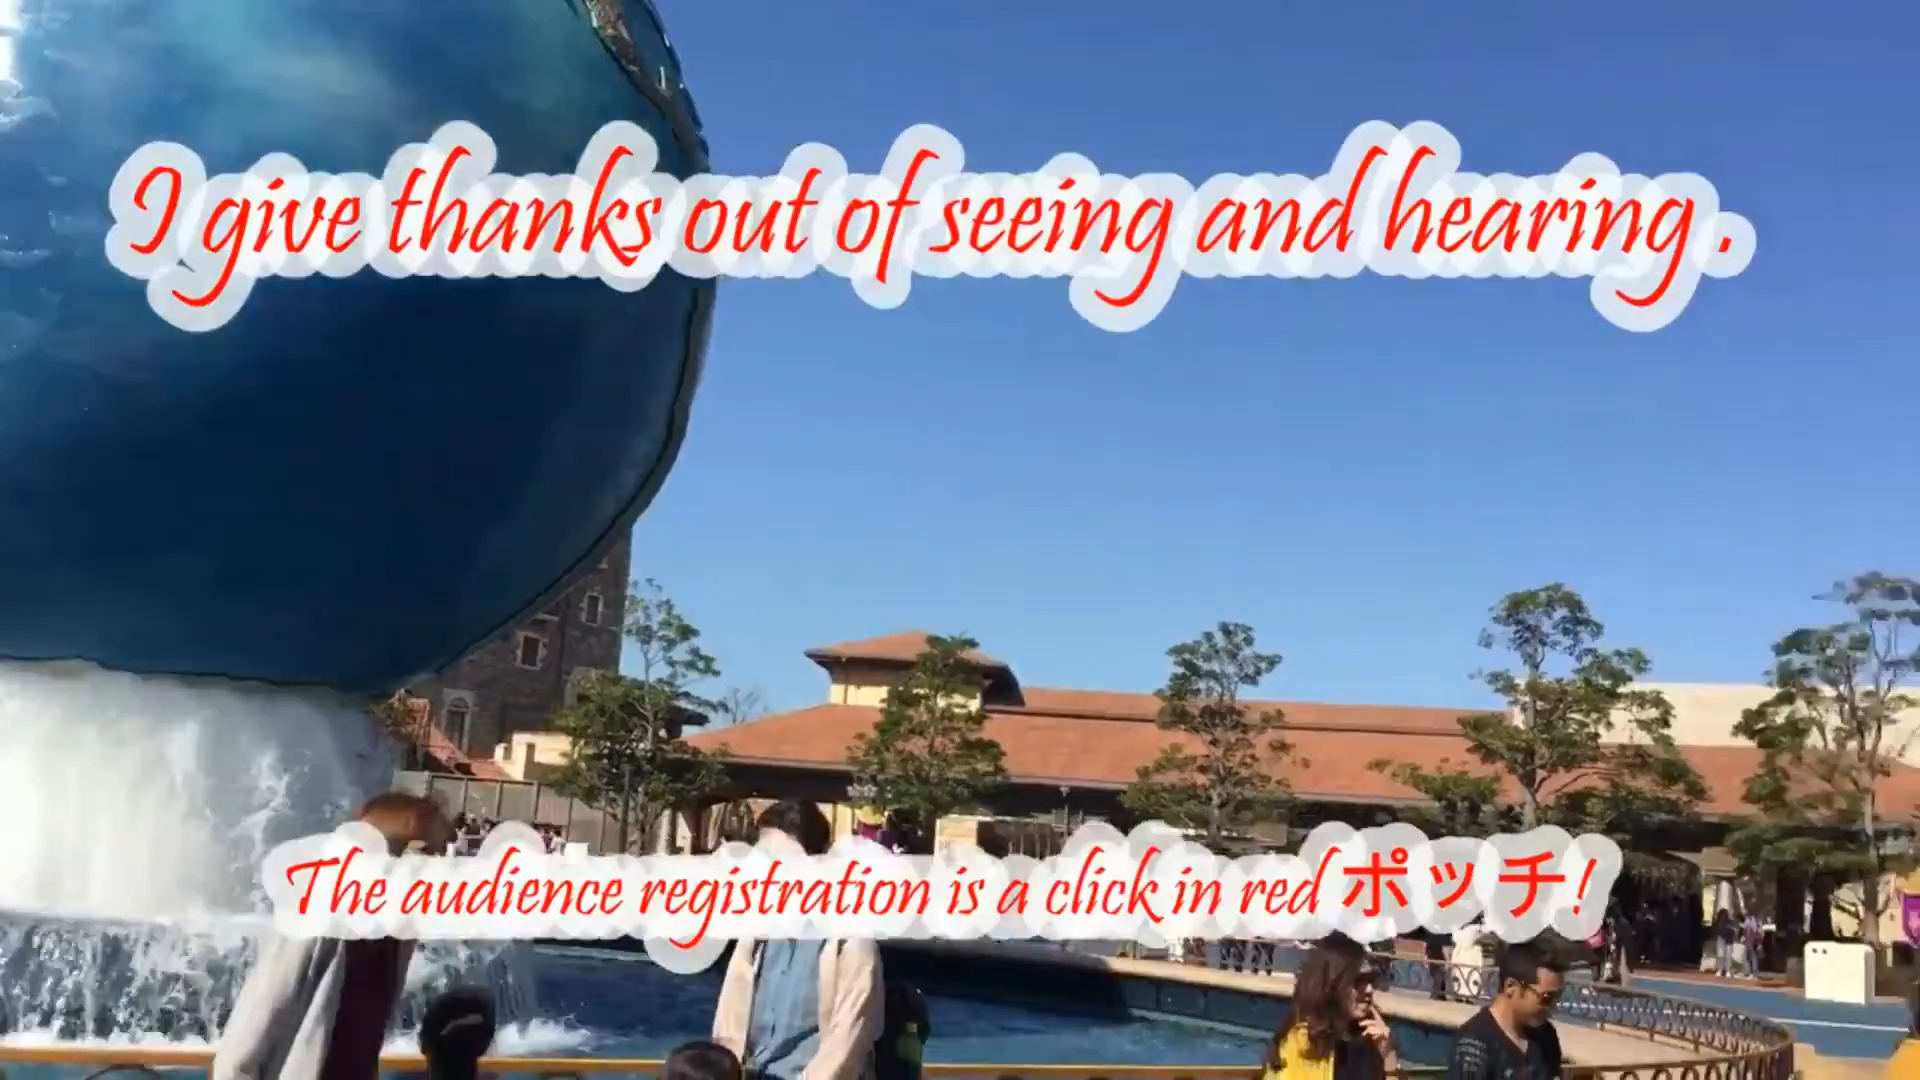 I give thanks out of seeing and hearing.
The audience registration is a click in red ポッチ!